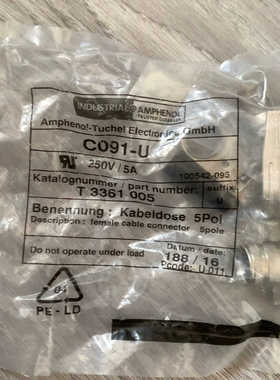 INDUSTRIAL AMPHENOL
Amphenol-Tuchel Electronics GmbH
C091-U
250V / 5A
100542-095
Katalognummer / part number: suffix
T 3361 005 U
Benennung : Kabeldose 5Pol
Description : female cable connector 5pole
Do not operate under load
Datum / date
188 / 16
Pcode: U 011
04
PE-LD